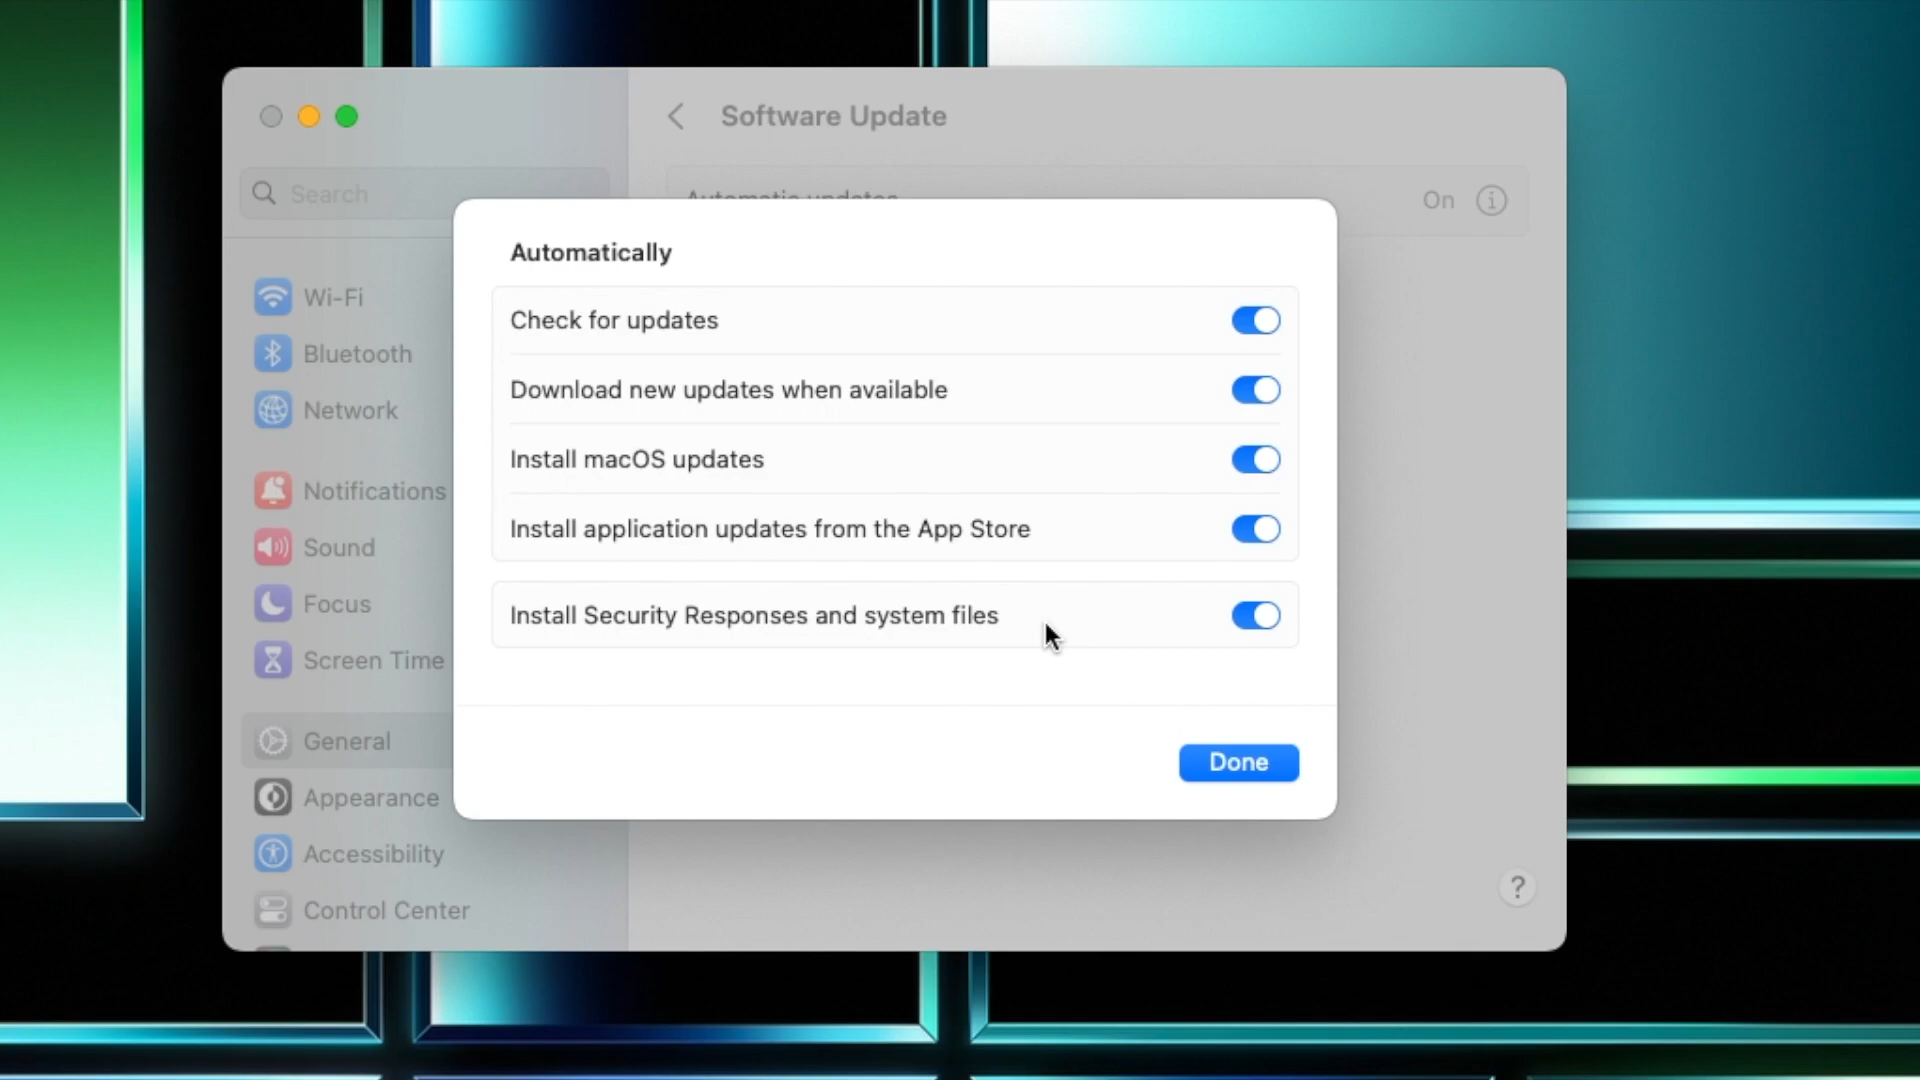 Software Update
Search
Automatic updates
On
Automatically
Check for updates
Download new updates when available
Install macOS updates
Install application updates from the App Store
Install Security Responses and system files
Done
Wi-Fi
Bluetooth
Network
Notifications
Sound
Focus
Screen Time
General
Appearance
Accessibility
Control Center
?